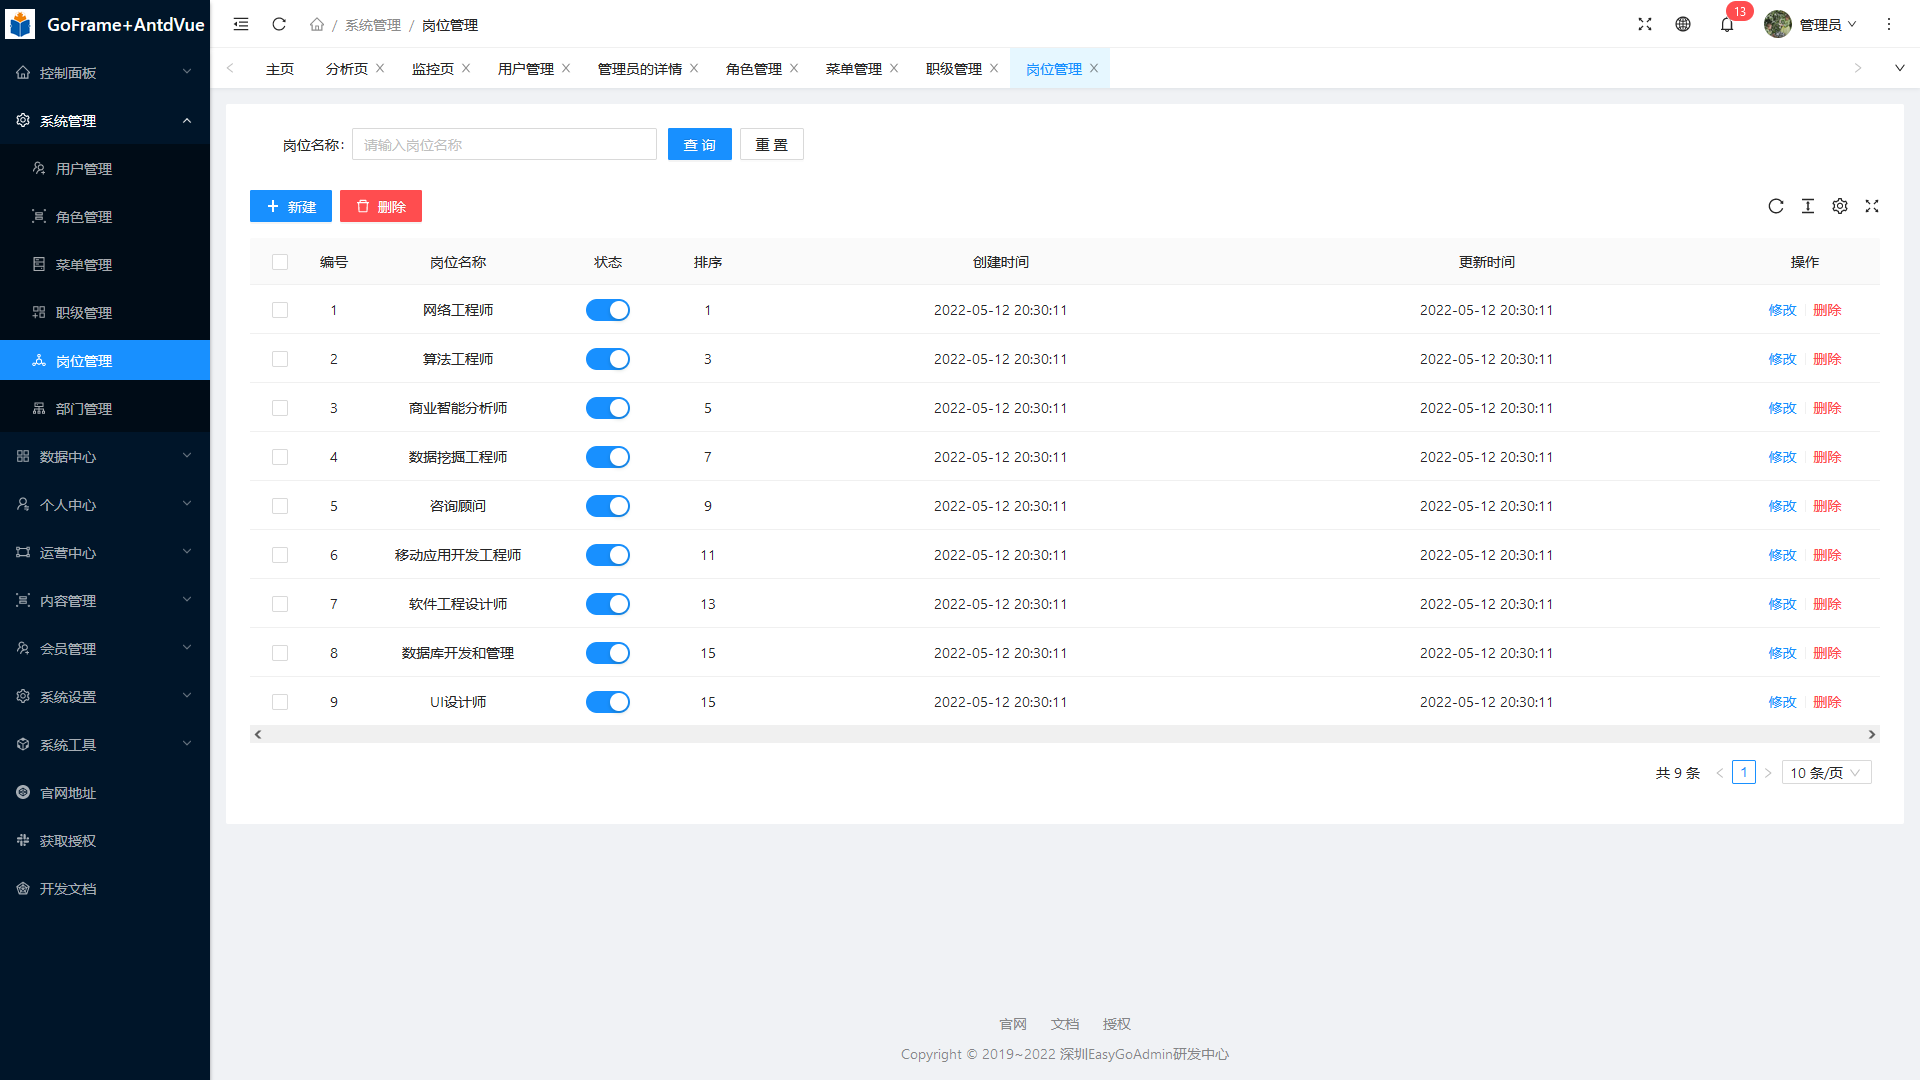 GoFrame+AntdVue
/ 系统管理 / 岗位管理
13
管理员
主页 分析页 监控页 用户管理 管理员的详情 角色管理 菜单管理 职级管理 岗位管理
控制面板
系统管理
用户管理
角色管理
菜单管理
职级管理
岗位管理
部门管理
数据中心
个人中心
运营中心
内容管理
会员管理
系统设置
系统工具
官网地址
获取授权
开发文档
岗位名称: 请输入岗位名称 查 询 重 置
新建 删除
编号 岗位名称 状态 排序 创建时间 更新时间 操作
1 网络工程师 1 2022-05-12 20:30:11 2022-05-12 20:30:11 修改 删除
2 算法工程师 3 2022-05-12 20:30:11 2022-05-12 20:30:11 修改 删除
3 商业智能分析师 5 2022-05-12 20:30:11 2022-05-12 20:30:11 修改 删除
4 数据挖掘工程师 7 2022-05-12 20:30:11 2022-05-12 20:30:11 修改 删除
5 咨询顾问 9 2022-05-12 20:30:11 2022-05-12 20:30:11 修改 删除
6 移动应用开发工程师 11 2022-05-12 20:30:11 2022-05-12 20:30:11 修改 删除
7 软件工程设计师 13 2022-05-12 20:30:11 2022-05-12 20:30:11 修改 删除
8 数据库开发和管理 15 2022-05-12 20:30:11 2022-05-12 20:30:11 修改 删除
9 UI设计师 15 2022-05-12 20:30:11 2022-05-12 20:30:11 修改 删除
共 9 条 1 10 条/页
官网 文档 授权
Copyright © 2019~2022 深圳EasyGoAdmin研发中心